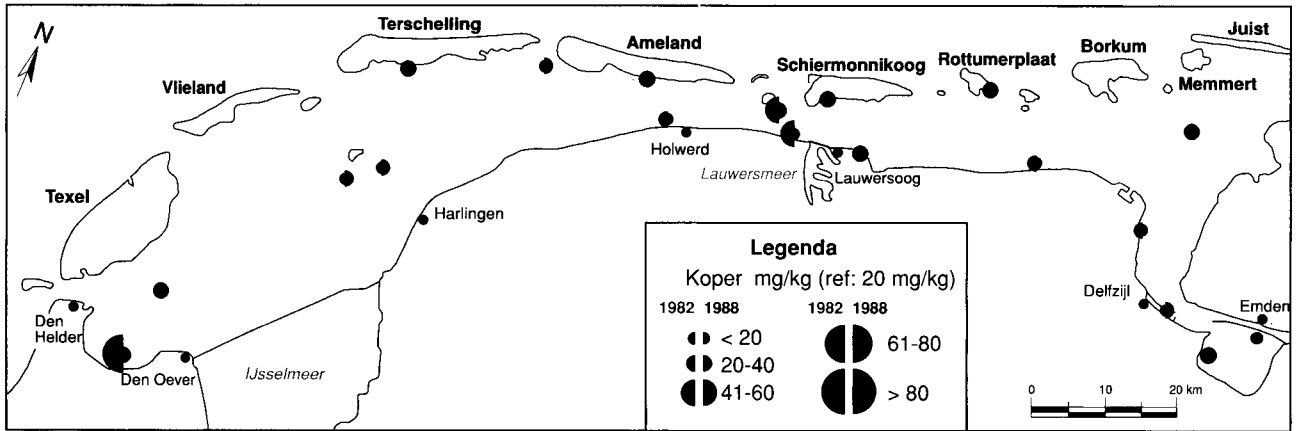 N
Terschelling
Ameland
Juist
Borkum
Rottumerplaat
Schiermonnikoog
Memmert
Vlieland
Holwerd
Lauwersmeer
Lauwersoog
Texel
Harlingen
Legenda
Koper mg/kg (ref: 20 mg/kg)
1982 1988 1982 1988
< 20 61-80
20-40
41-60 > 80
Delfzijl
Emden
Den
Helder
Den Oever
IJsselmeer
0 10 20 km